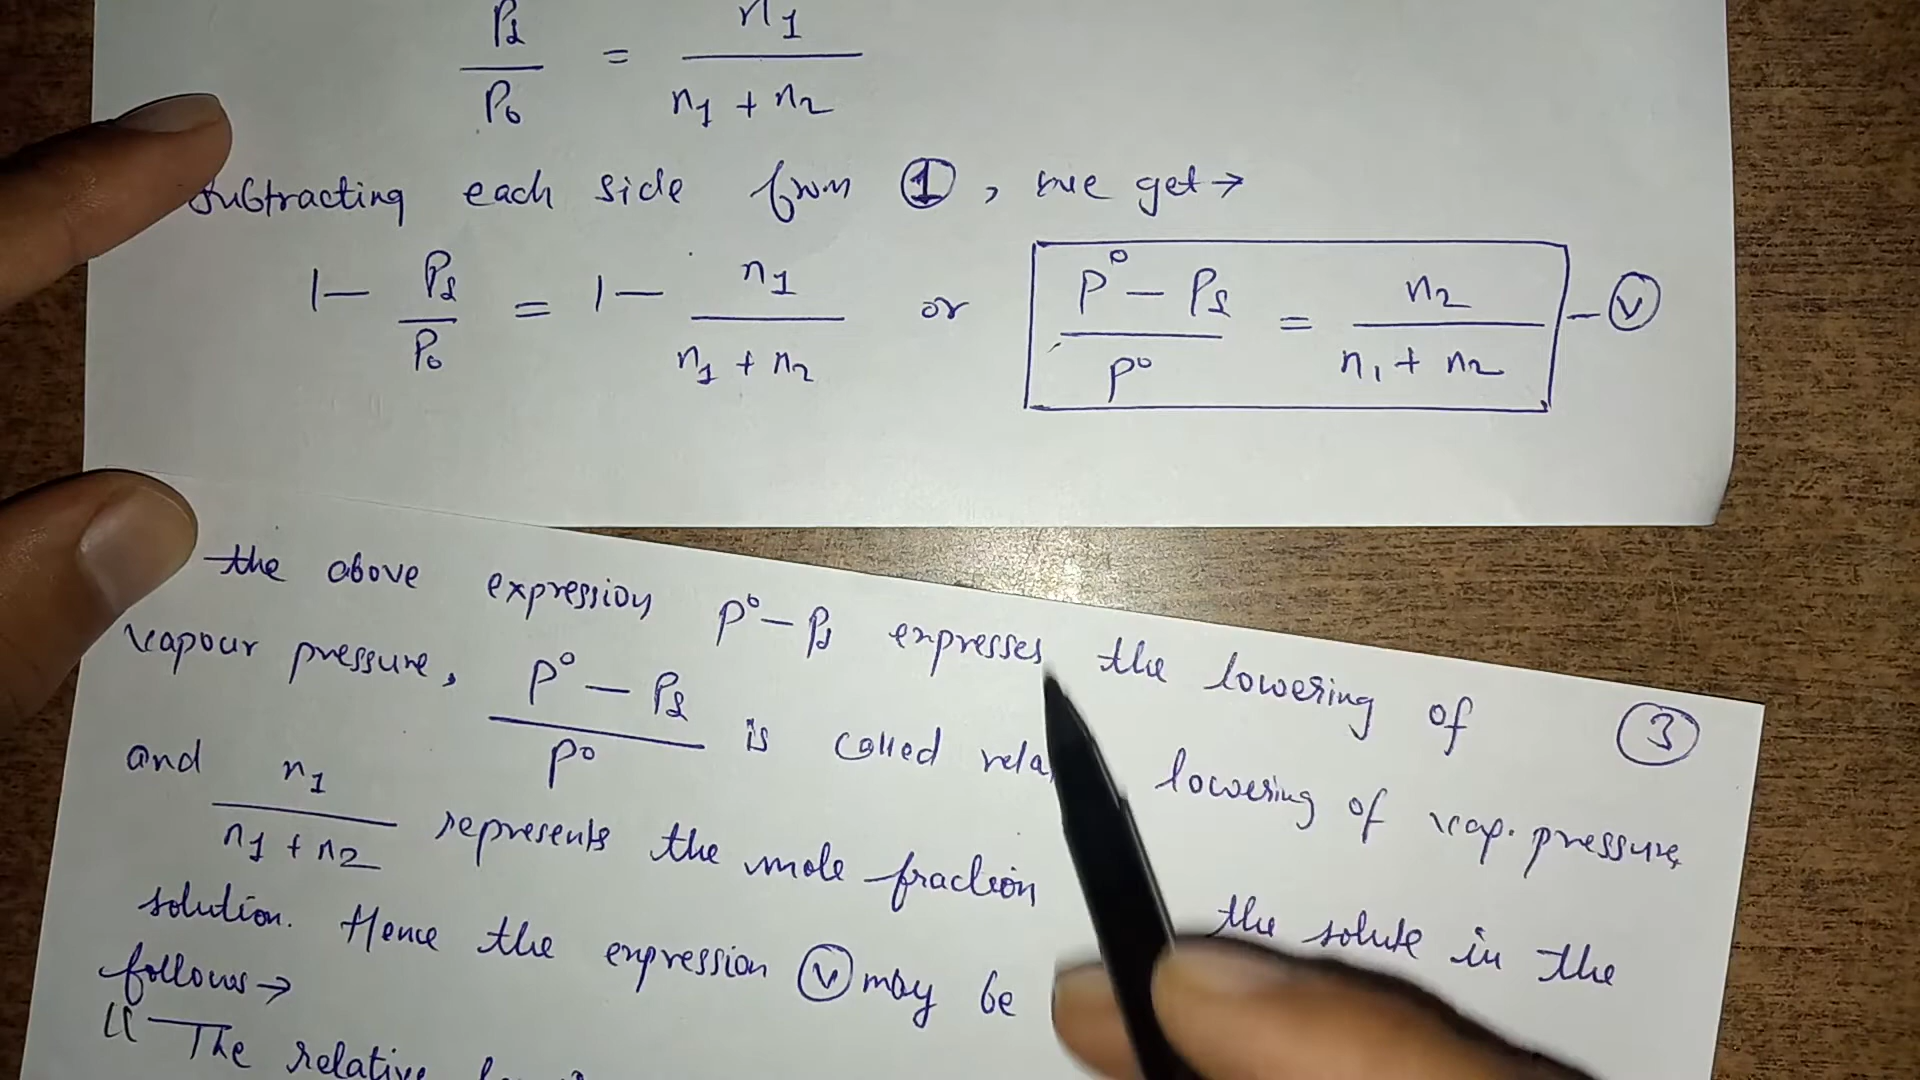 Ps/P₀ = n1/(n1 + n2)
Subtracting each side from ①, we get →
1 − Ps/P₀ = 1 − n1/(n1 + n2) or P° − Ps/P° = n2/(n1 + n2) − Ⓥ
the above expression P° − Ps expresses the lowering of ③
vapour pressure, P° − Ps/P° is called lowering of vap. pressure
and n1/(n1 + n2) represents the mole fraction the solute in the
solution. Hence the expression Ⓥ may be
follows →
“ The relative